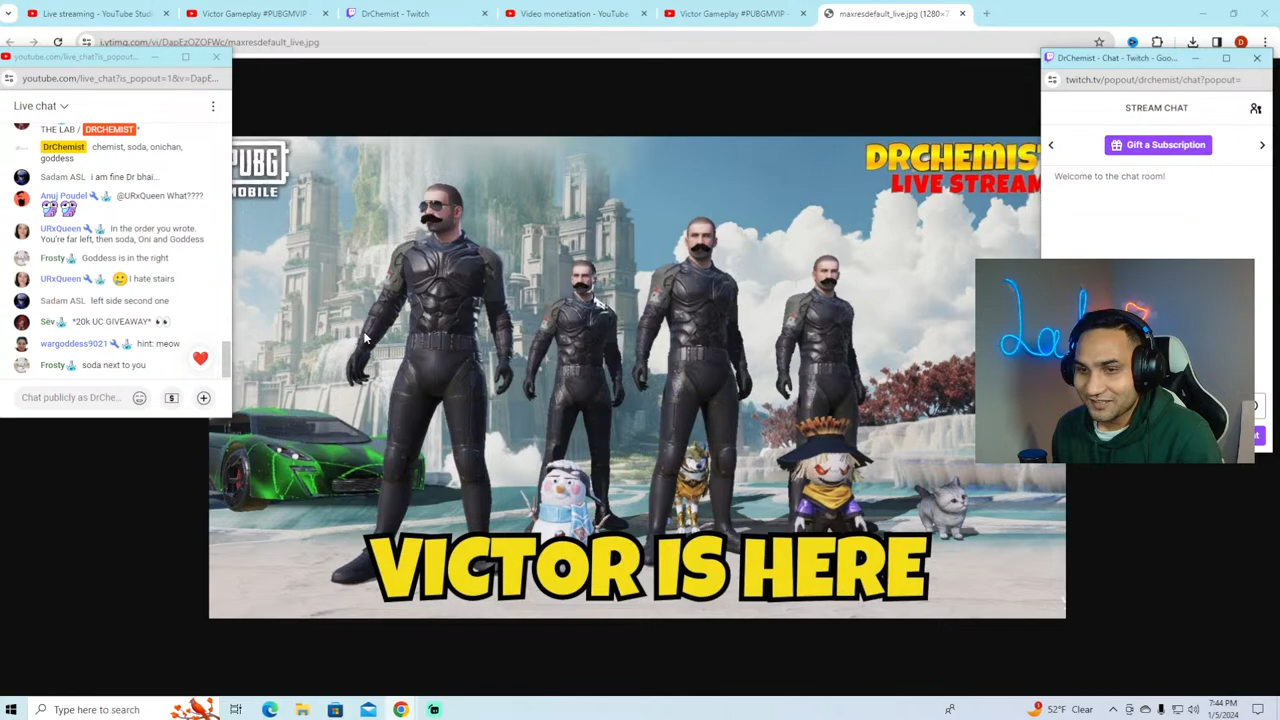 Live streaming - YouTube Studi
Victor Gameplay #PUBGMVIP -
DrChemist - Twitch
Video monetization - YouTube
Victor Gameplay #PUBGMVIP -
maxresdefault_live.jpg (1280×7
i.ytimg.com/vi/DapEzOZOFWc/maxresdefault_live.jpg
youtube.com/live_chat?is_popout...
youtube.com/live_chat?is_popout=1&v=DapE...
Live chat
THE LAB / DRCHEMIST *
DrChemist chemist, soda, onichan,
goddess
Sadam ASL i am fine Dr bhai...
Anuj Poudel @URxQueen What????
URxQueen In the order you wrote.
You're far left, then soda, Oni and Goddess
Frosty Goddess is in the right
URxQueen 🥲 I hate stairs
Sadam ASL left side second one
Sëv *20k UC GIVEAWAY* 👀
wargoddess9021 hint: meow
Frosty soda next to you
Chat publicly as DrChe...
PUBG
MOBILE
DRCHEMIST
LIVE STREAM
VICTOR IS HERE
DrChemist - Chat - Twitch - Goo...
twitch.tv/popout/drchemist/chat?popout=
STREAM CHAT
Gift a Subscription
Welcome to the chat room!
Type here to search
52°F Clear
7:44 PM
1/5/2024